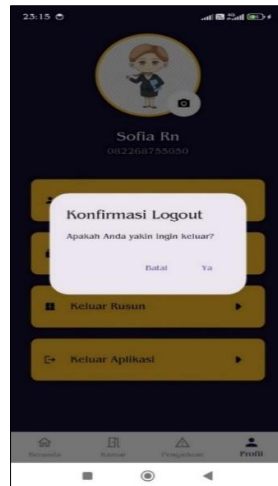 23:15
Sofia Rn
082268755050
Konfirmasi Logout
Apakah Anda yakin ingin keluar?
Batal Ya
Keluar Rusun
Keluar Aplikasi
Beranda Kamar Pengaduan Profil